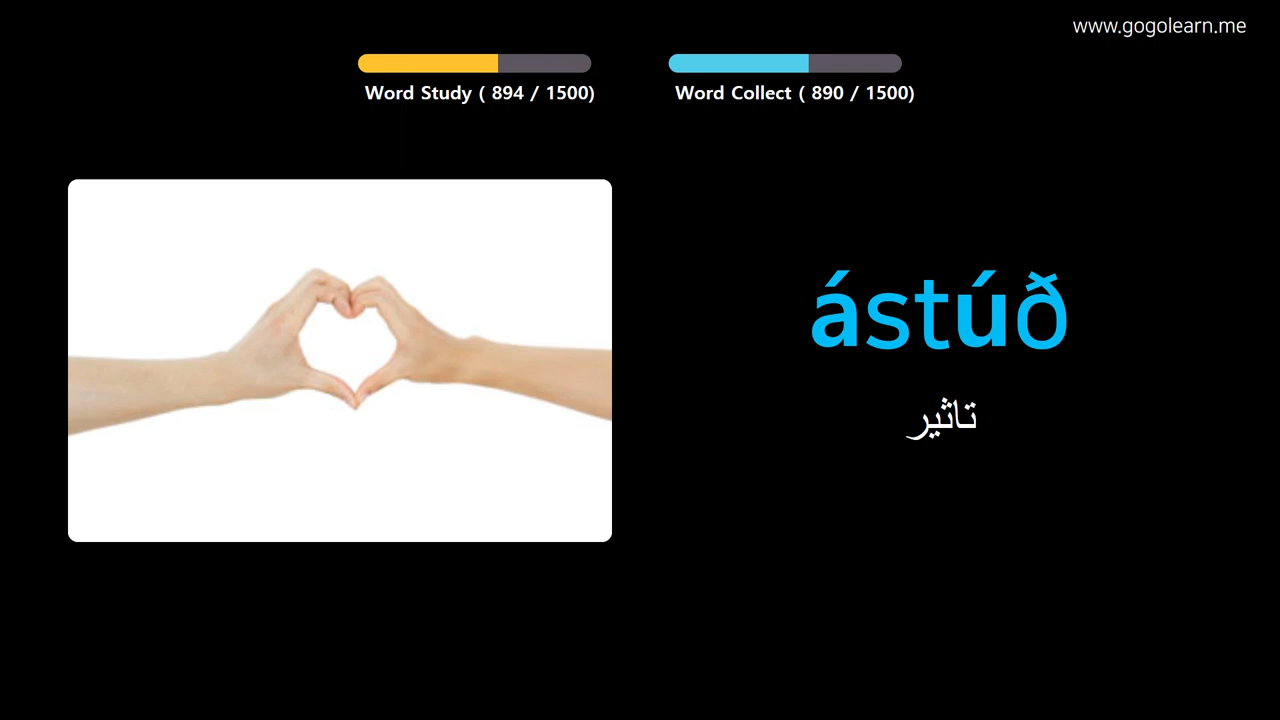 www.gogolearn.me
Word Study ( 894 / 1500)
Word Collect ( 890 / 1500)
ástúð
تاثیر